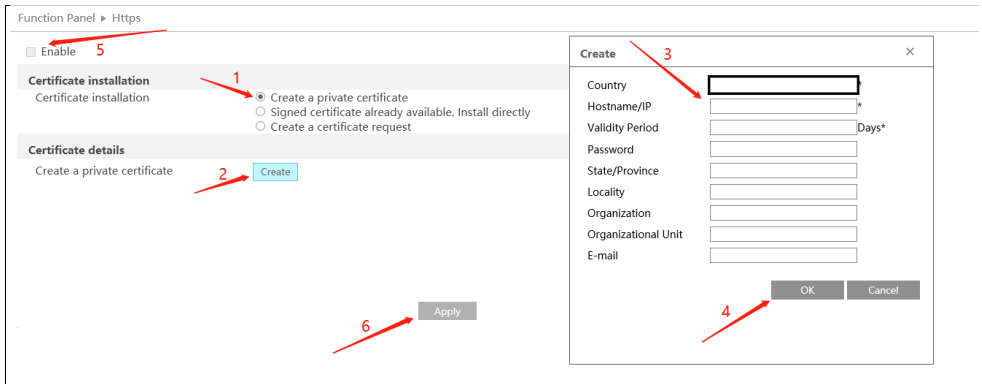 Function Panel ▸ Https
Enable 5
Certificate installation
Certificate installation 1 Create a private certificate
Signed certificate already available. Install directly
Create a certificate request
Certificate details
Create a private certificate 2 Create
6 Apply
Create 3 ×
Country *
Hostname/IP *
Validity Period Days*
Password
State/Province
Locality
Organization
Organizational Unit
E-mail
OK Cancel
4